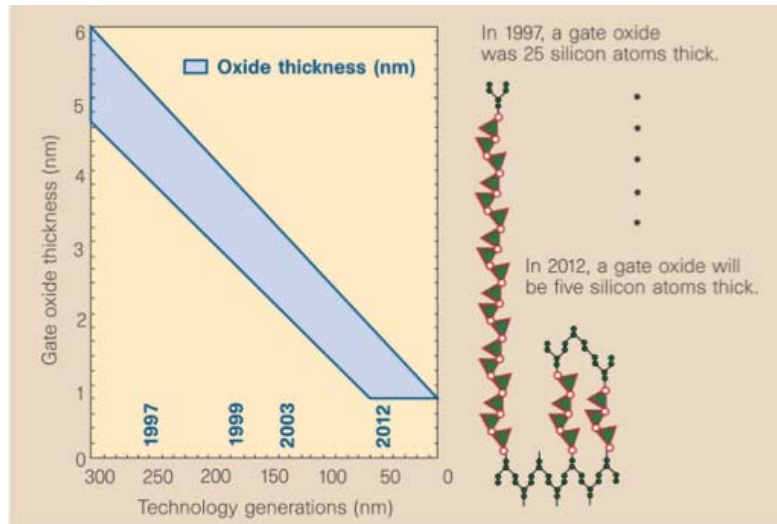 Gate oxide thickness (nm)
6
5
4
3
2
1
0
Oxide thickness (nm)
1997
1999
2003
2012
300 250 200 150 100 50 0
Technology generations (nm)
In 1997, a gate oxide
was 25 silicon atoms thick.
In 2012, a gate oxide will
be five silicon atoms thick.